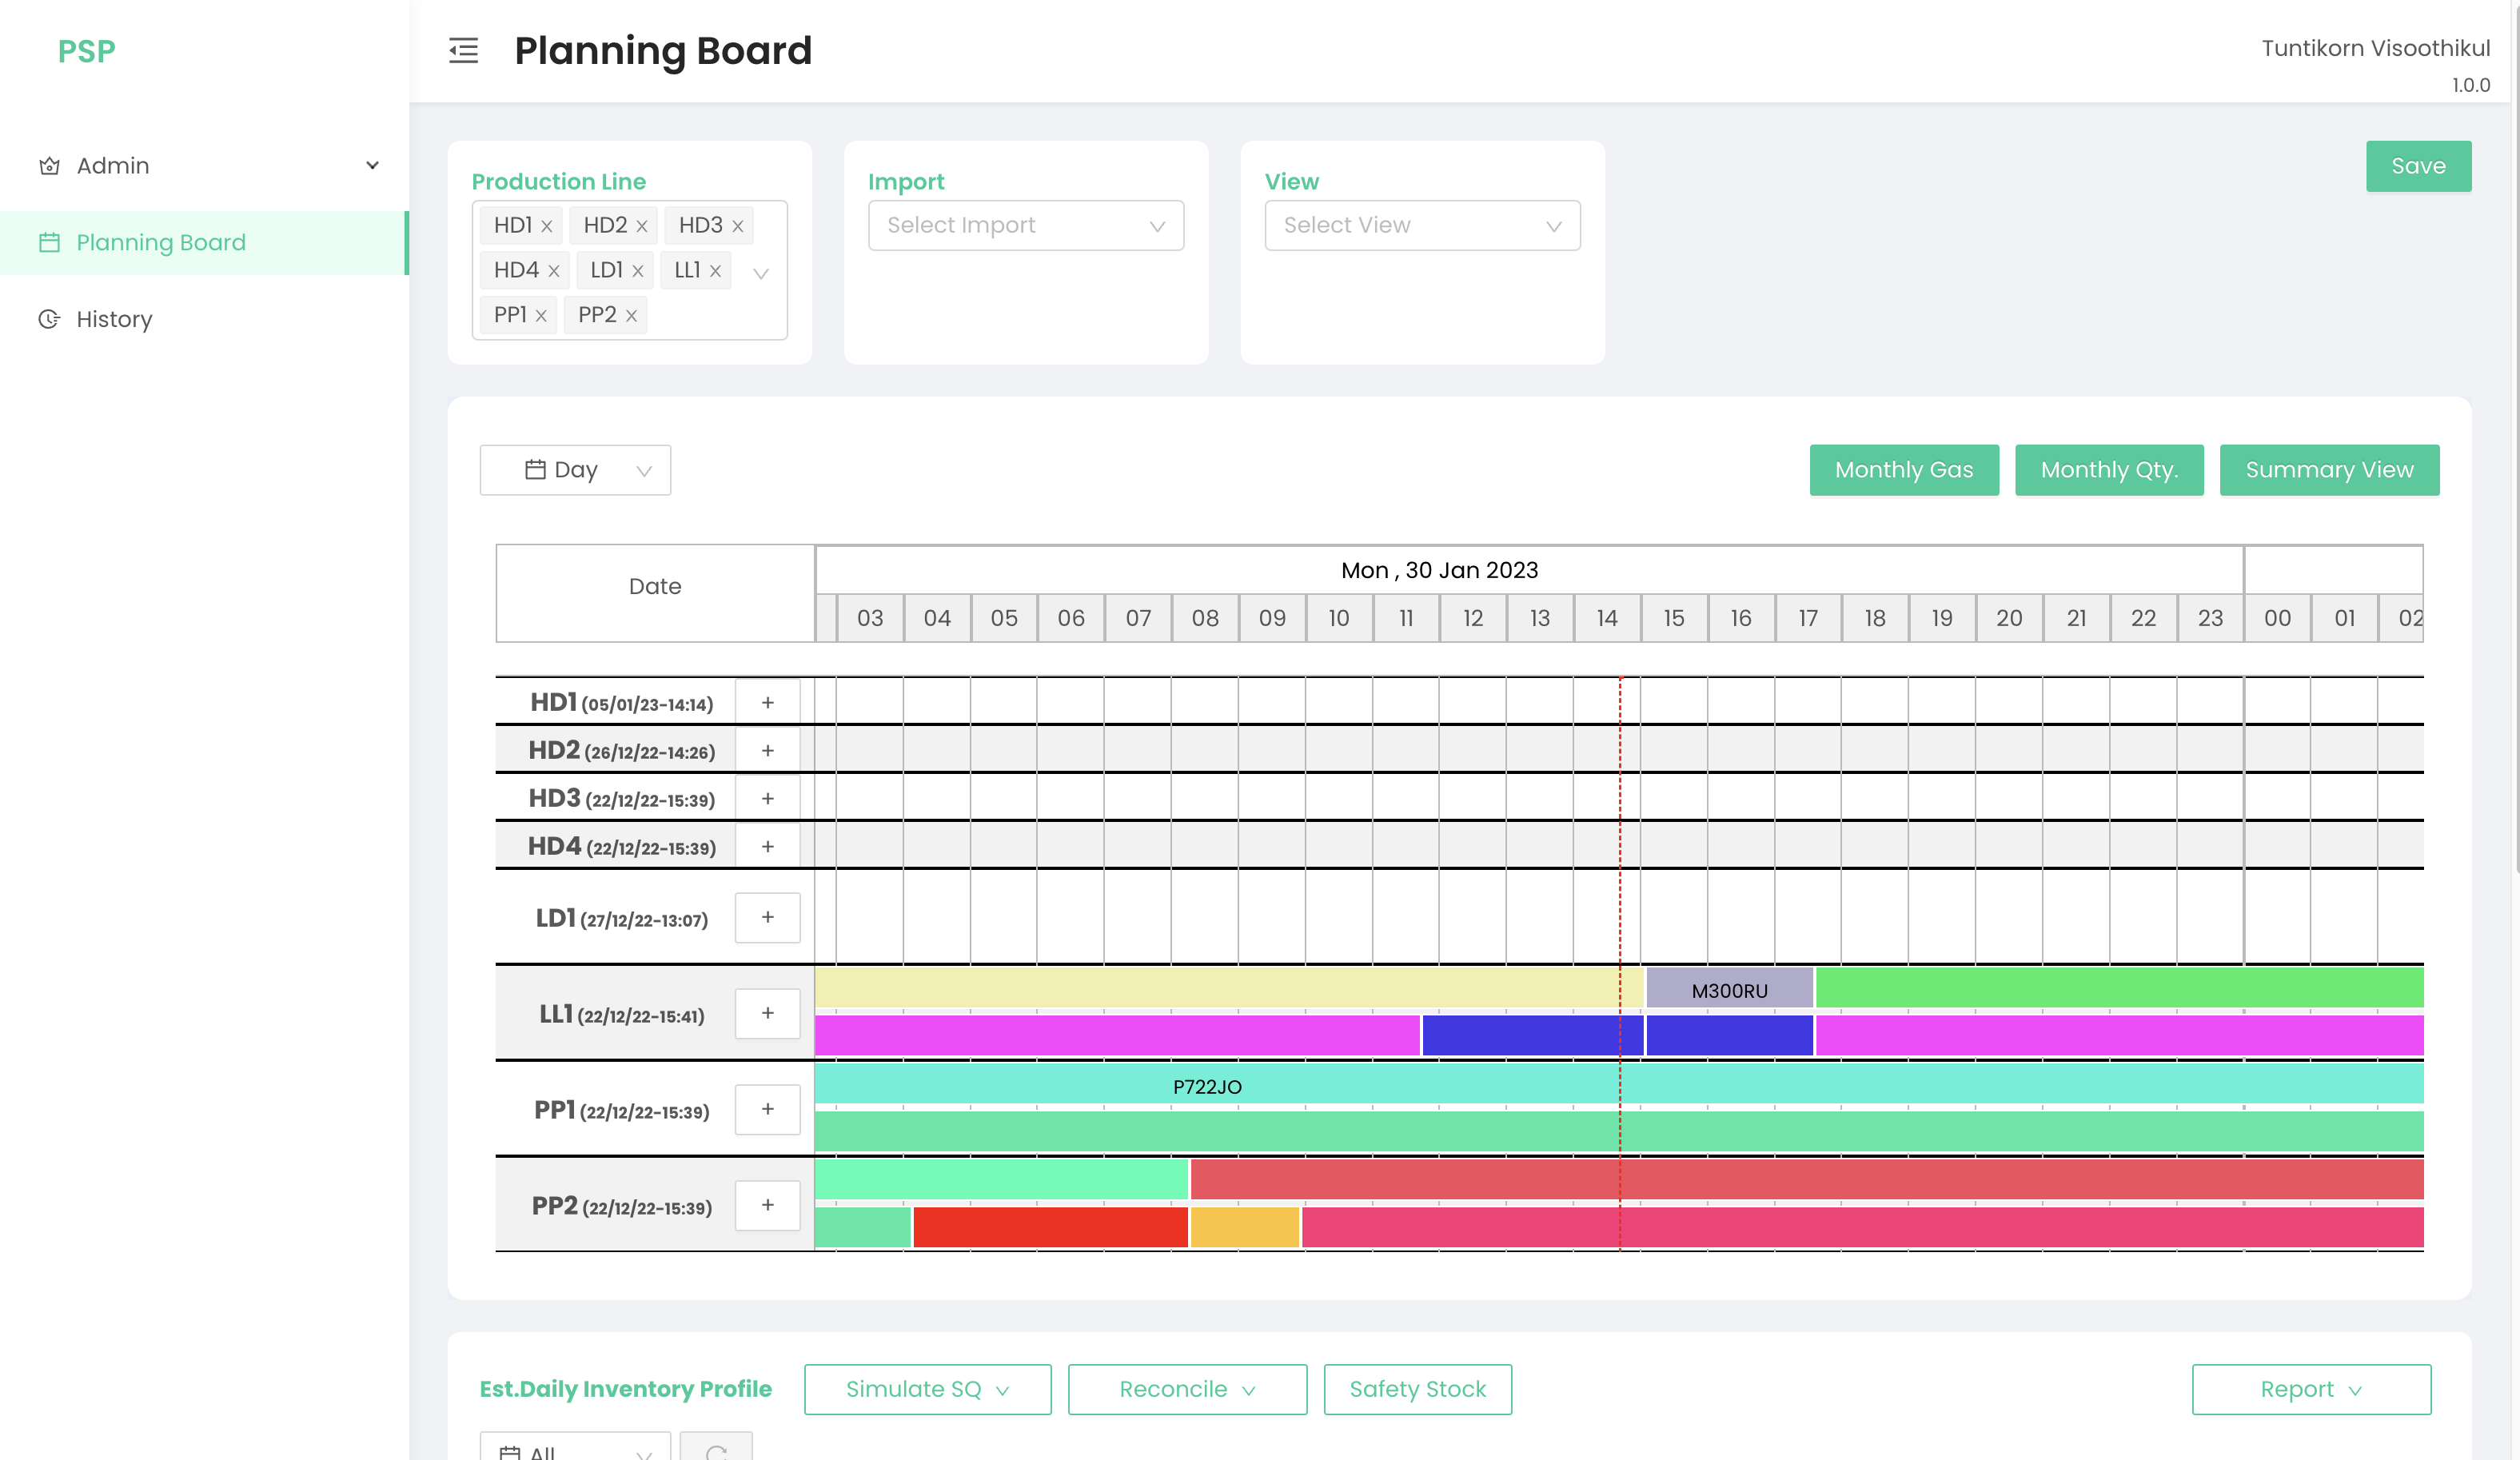 PSP
Planning Board
Tuntikorn Visoothikul
1.0.0
Admin
Planning Board
History
Production Line
HD1 HD2 HD3
HD4 LD1 LL1
PP1 PP2
Import
Select Import
View
Select View
Save
Day
Monthly Gas
Monthly Qty.
Summary View
Date
Mon , 30 Jan 2023
03 04 05 06 07 08 09 10 11 12 13 14 15 16 17 18 19 20 21 22 23 00 01 02
HD1 (05/01/23-14:14) +
HD2 (26/12/22-14:26) +
HD3 (22/12/22-15:39) +
HD4 (22/12/22-15:39) +
LD1 (27/12/22-13:07) +
LL1 (22/12/22-15:41) +
M300RU
PP1 (22/12/22-15:39) +
P722JO
PP2 (22/12/22-15:39) +
Est.Daily Inventory Profile
Simulate SQ
Reconcile
Safety Stock
Report
All